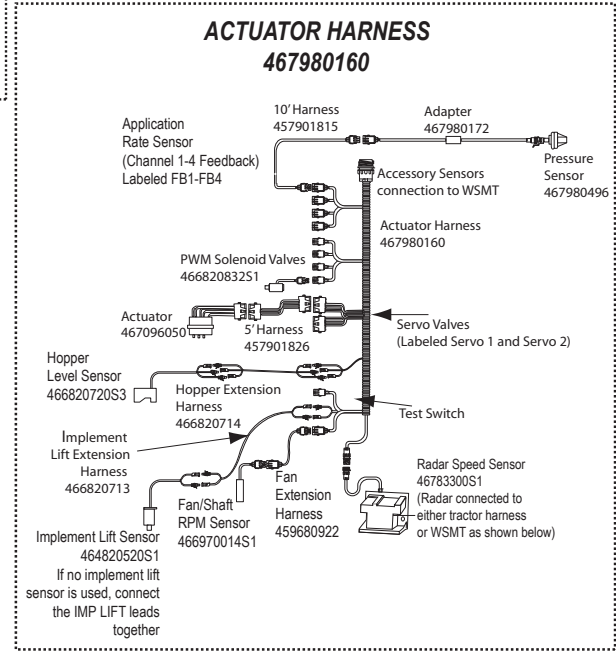 ACTUATOR HARNESS
467980160
10' Harness
457901815
Adapter
467980172
Application
Rate Sensor
(Channel 1-4 Feedback)
Labeled FB1-FB4
Pressure
Sensor
467980496
Accessory Sensors
connection to WSMT
Actuator Harness
467980160
PWM Solenoid Valves
466820832S1
Actuator
467096050
5' Harness
457901826
Servo Valves
(Labeled Servo 1 and Servo 2)
Hopper
Level Sensor
466820720S3
Hopper Extension
Harness
466820714
Test Switch
Implement
Lift Extension
Harness
466820713
Fan/Shaft
RPM Sensor
466970014S1
Fan
Extension
Harness
459680922
Radar Speed Sensor
46783300S1
(Radar connected to
either tractor harness
or WSMT as shown below)
Implement Lift Sensor
464820520S1
If no implement lift
sensor is used, connect
the IMP LIFT leads
together